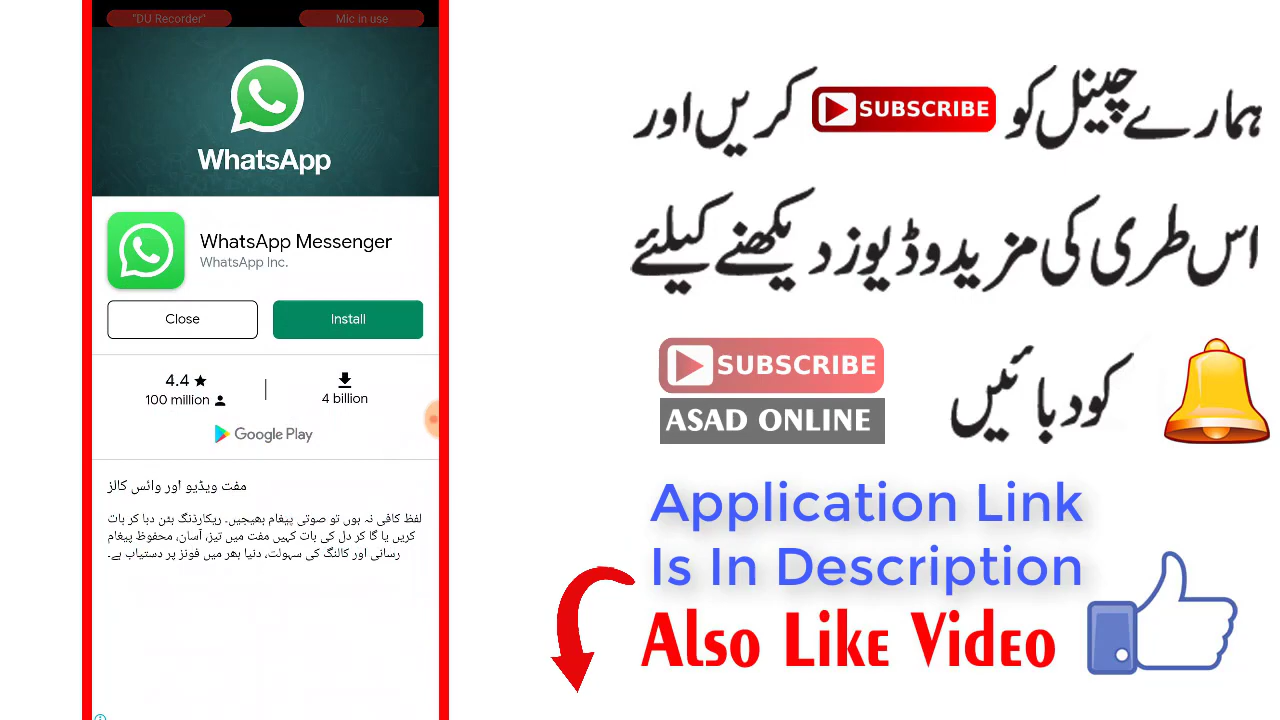 "DU Recorder"
Mic in use
WhatsApp
WhatsApp Messenger
WhatsApp Inc.
Close
Install
4.4
100 million
4 billion
Google Play
مفت ویڈیو اور وائس کالز
لفظ کافی نہ ہوں تو صوتی پیغام بھیجیں۔ ریکارڈنگ بٹن دبا کر بات
کریں یا گا کر دل کی بات کہیں مفت میں تیز، آسان، محفوظ پیغام
رسانی اور کالنگ کی سہولت، دنیا بھر میں فونز پر دستیاب ہے۔
ہمارے چینل کو SUBSCRIBE کریں اور
اس طری کی مزید وڈیوز دیکھنے کیلئے
کو دبائیں
SUBSCRIBE
ASAD ONLINE
Application Link
Is In Description
Also Like Video